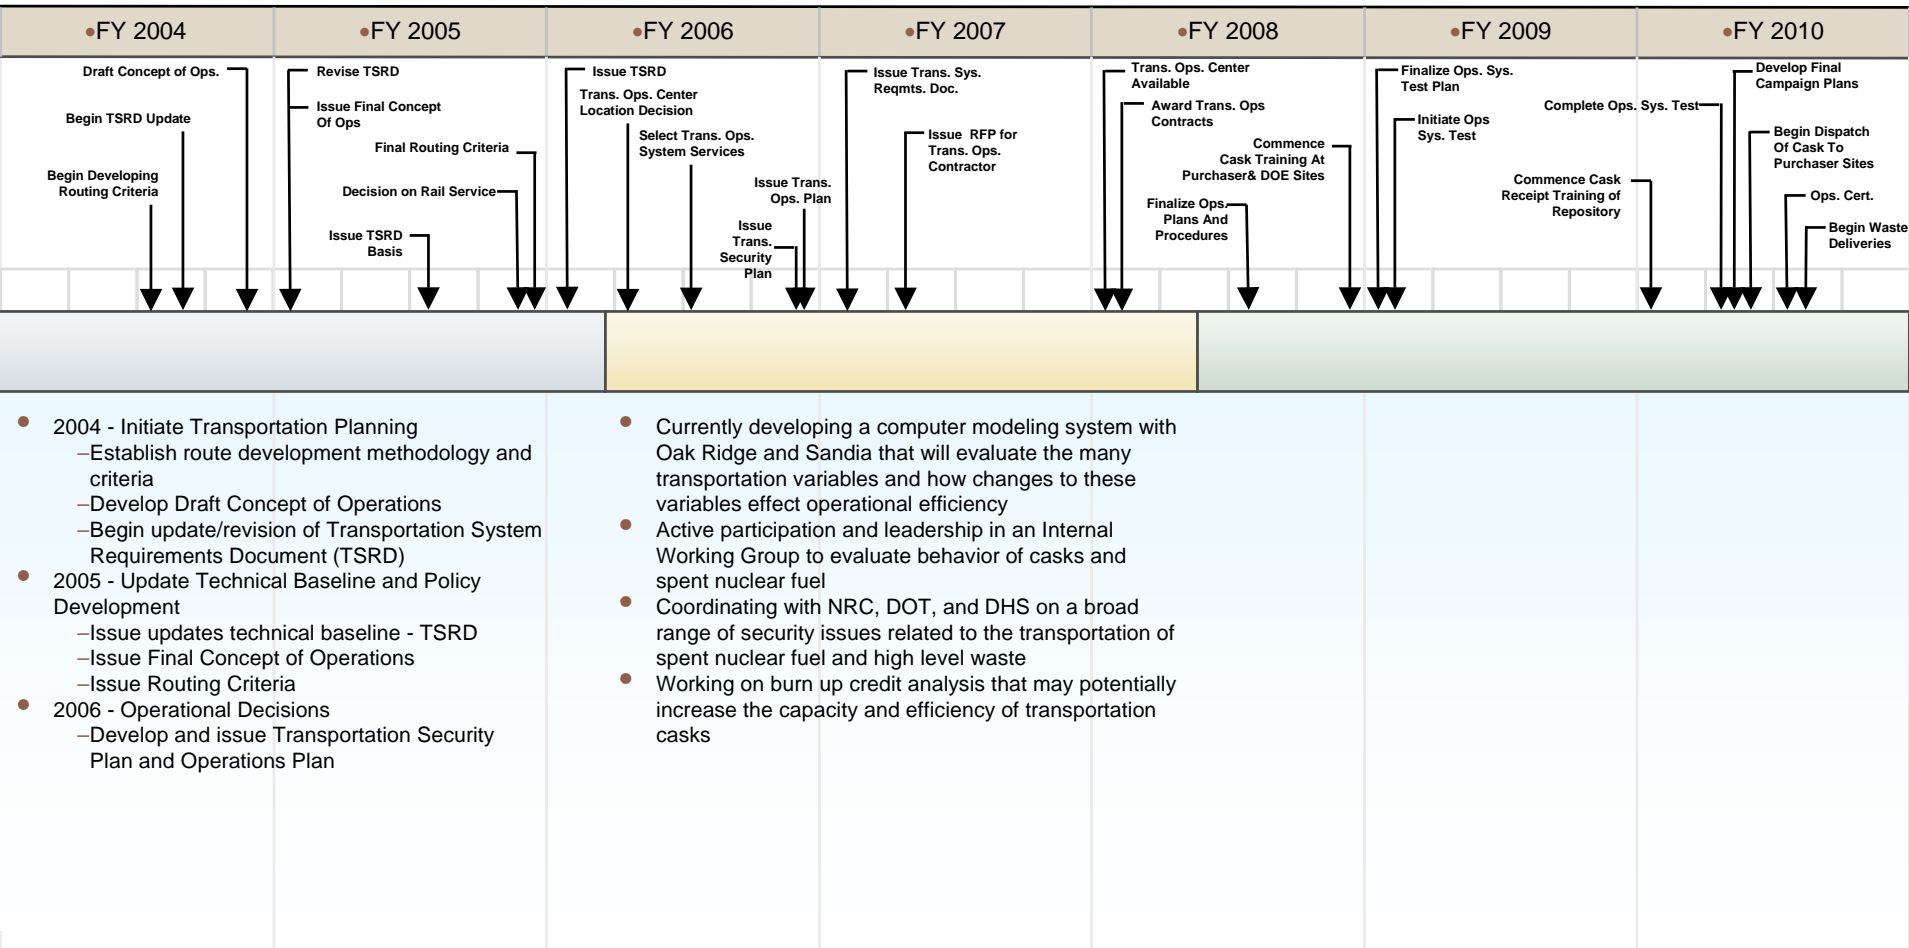 •FY 2004
•FY 2005
•FY 2006
•FY 2007
•FY 2008
•FY 2009
•FY 2010
Draft Concept of Ops.
Begin TSRD Update
Begin Developing
Routing Criteria
Revise TSRD
Issue Final Concept
Of Ops
Final Routing Criteria
Decision on Rail Service
Issue TSRD
Basis
Issue TSRD
Trans. Ops. Center
Location Decision
Select Trans. Ops.
System Services
Issue Trans.
Ops. Plan
Issue
Trans.
Security
Plan
Issue Trans. Sys.
Reqmts. Doc.
Issue RFP for
Trans. Ops.
Contractor
Trans. Ops. Center
Available
Award Trans. Ops
Contracts
Commence
Cask Training At
Purchaser& DOE Sites
Finalize Ops.
Plans And
Procedures
Finalize Ops. Sys.
Test Plan
Initiate Ops
Sys. Test
Complete Ops. Sys. Test
Commence Cask
Receipt Training of
Repository
Develop Final
Campaign Plans
Begin Dispatch
Of Cask To
Purchaser Sites
Ops. Cert.
Begin Waste
Deliveries
• 2004 - Initiate Transportation Planning
–Establish route development methodology and
criteria
–Develop Draft Concept of Operations
–Begin update/revision of Transportation System
Requirements Document (TSRD)
• 2005 - Update Technical Baseline and Policy
Development
–Issue updates technical baseline - TSRD
–Issue Final Concept of Operations
–Issue Routing Criteria
• 2006 - Operational Decisions
–Develop and issue Transportation Security
Plan and Operations Plan
• Currently developing a computer modeling system with
Oak Ridge and Sandia that will evaluate the many
transportation variables and how changes to these
variables effect operational efficiency
• Active participation and leadership in an Internal
Working Group to evaluate behavior of casks and
spent nuclear fuel
• Coordinating with NRC, DOT, and DHS on a broad
range of security issues related to the transportation of
spent nuclear fuel and high level waste
• Working on burn up credit analysis that may potentially
increase the capacity and efficiency of transportation
casks